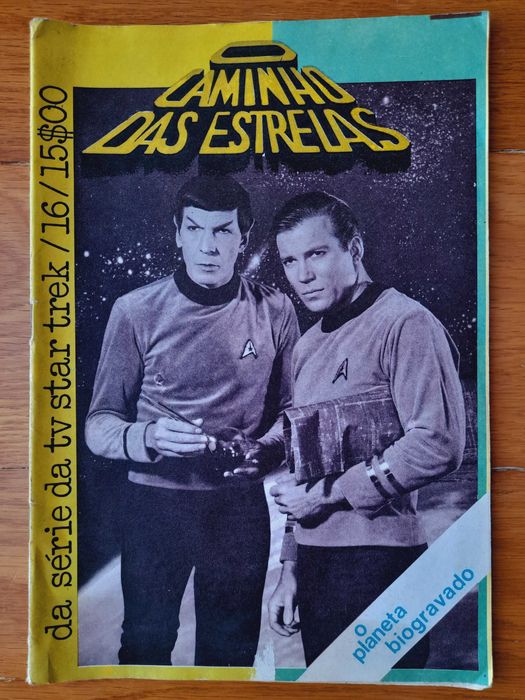 O
CAMINHO
DAS ESTRELAS
da série da tv star trek /16/15$00
o
planeta
biogravado